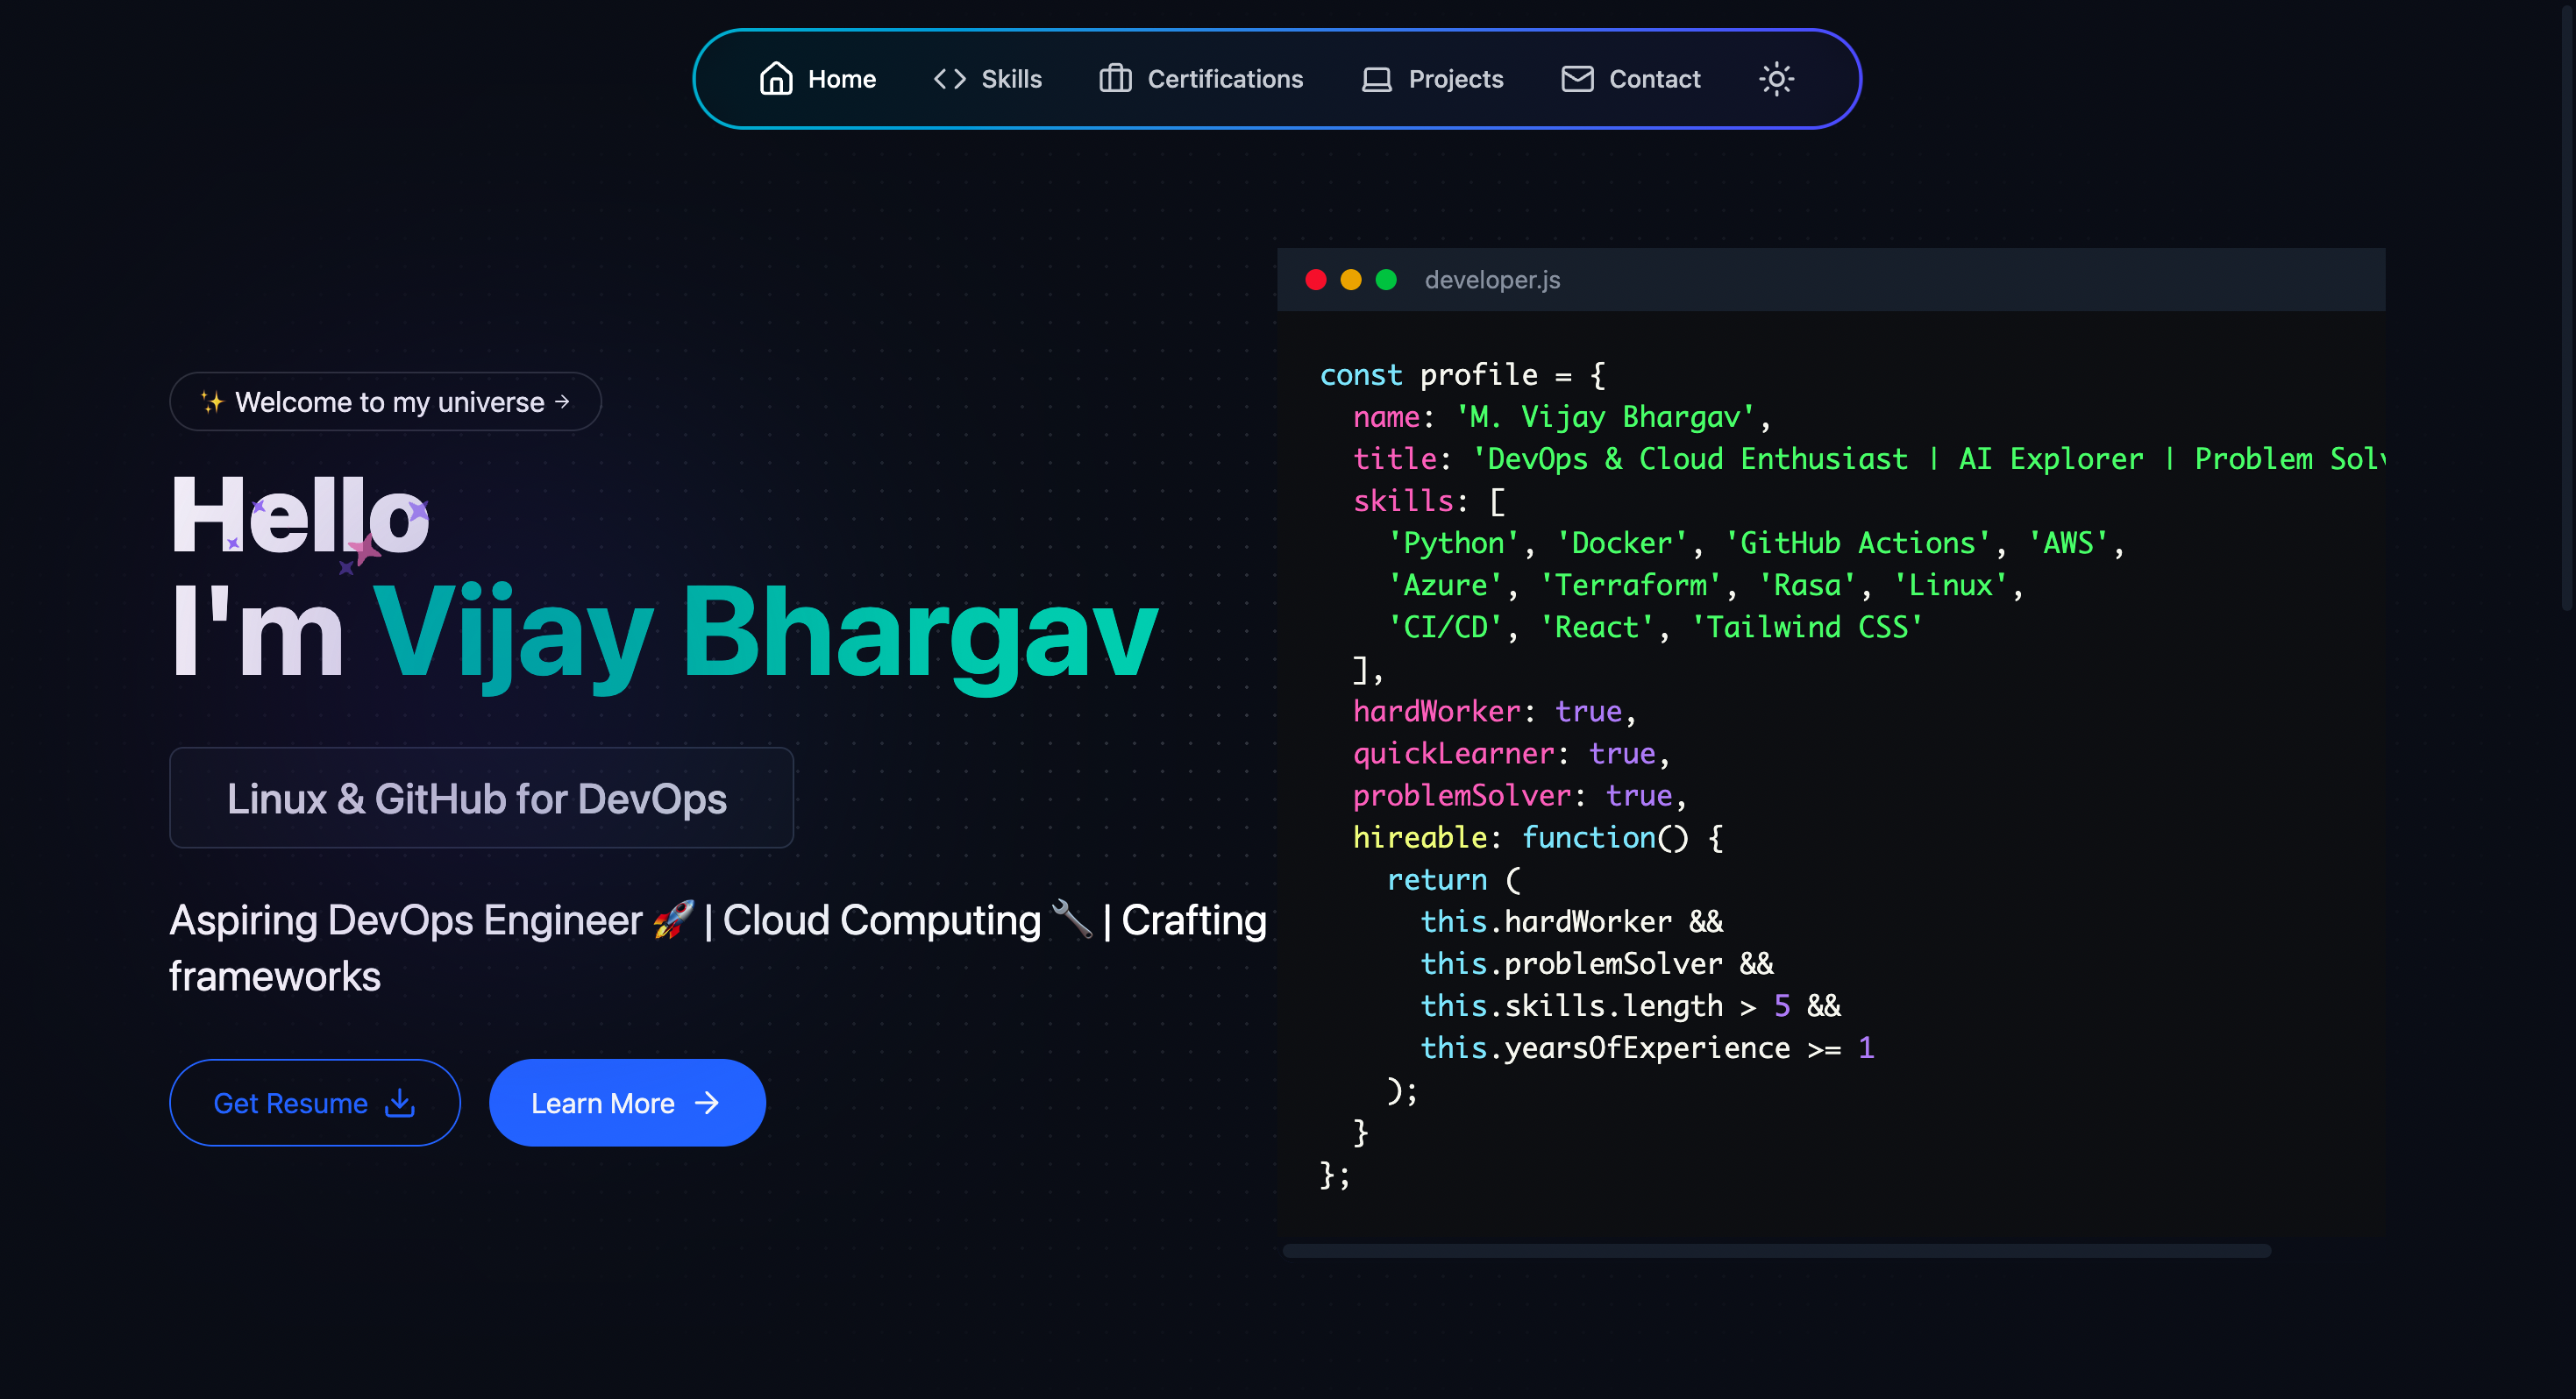 Home
Skills
Certifications
Projects
Contact
✨ Welcome to my universe →
Hello
I'm Vijay Bhargav
Linux & GitHub for DevOps
Aspiring DevOps Engineer 🚀 | Cloud Computing 🔧 | Crafting
frameworks
Get Resume
Learn More →
developer.js
const profile = {
  name: 'M. Vijay Bhargav',
  title: 'DevOps & Cloud Enthusiast | AI Explorer | Problem Solv
  skills: [
    'Python', 'Docker', 'GitHub Actions', 'AWS',
    'Azure', 'Terraform', 'Rasa', 'Linux',
    'CI/CD', 'React', 'Tailwind CSS'
  ],
  hardWorker: true,
  quickLearner: true,
  problemSolver: true,
  hireable: function() {
    return (
      this.hardWorker &&
      this.problemSolver &&
      this.skills.length > 5 &&
      this.yearsOfExperience >= 1
    );
  }
};